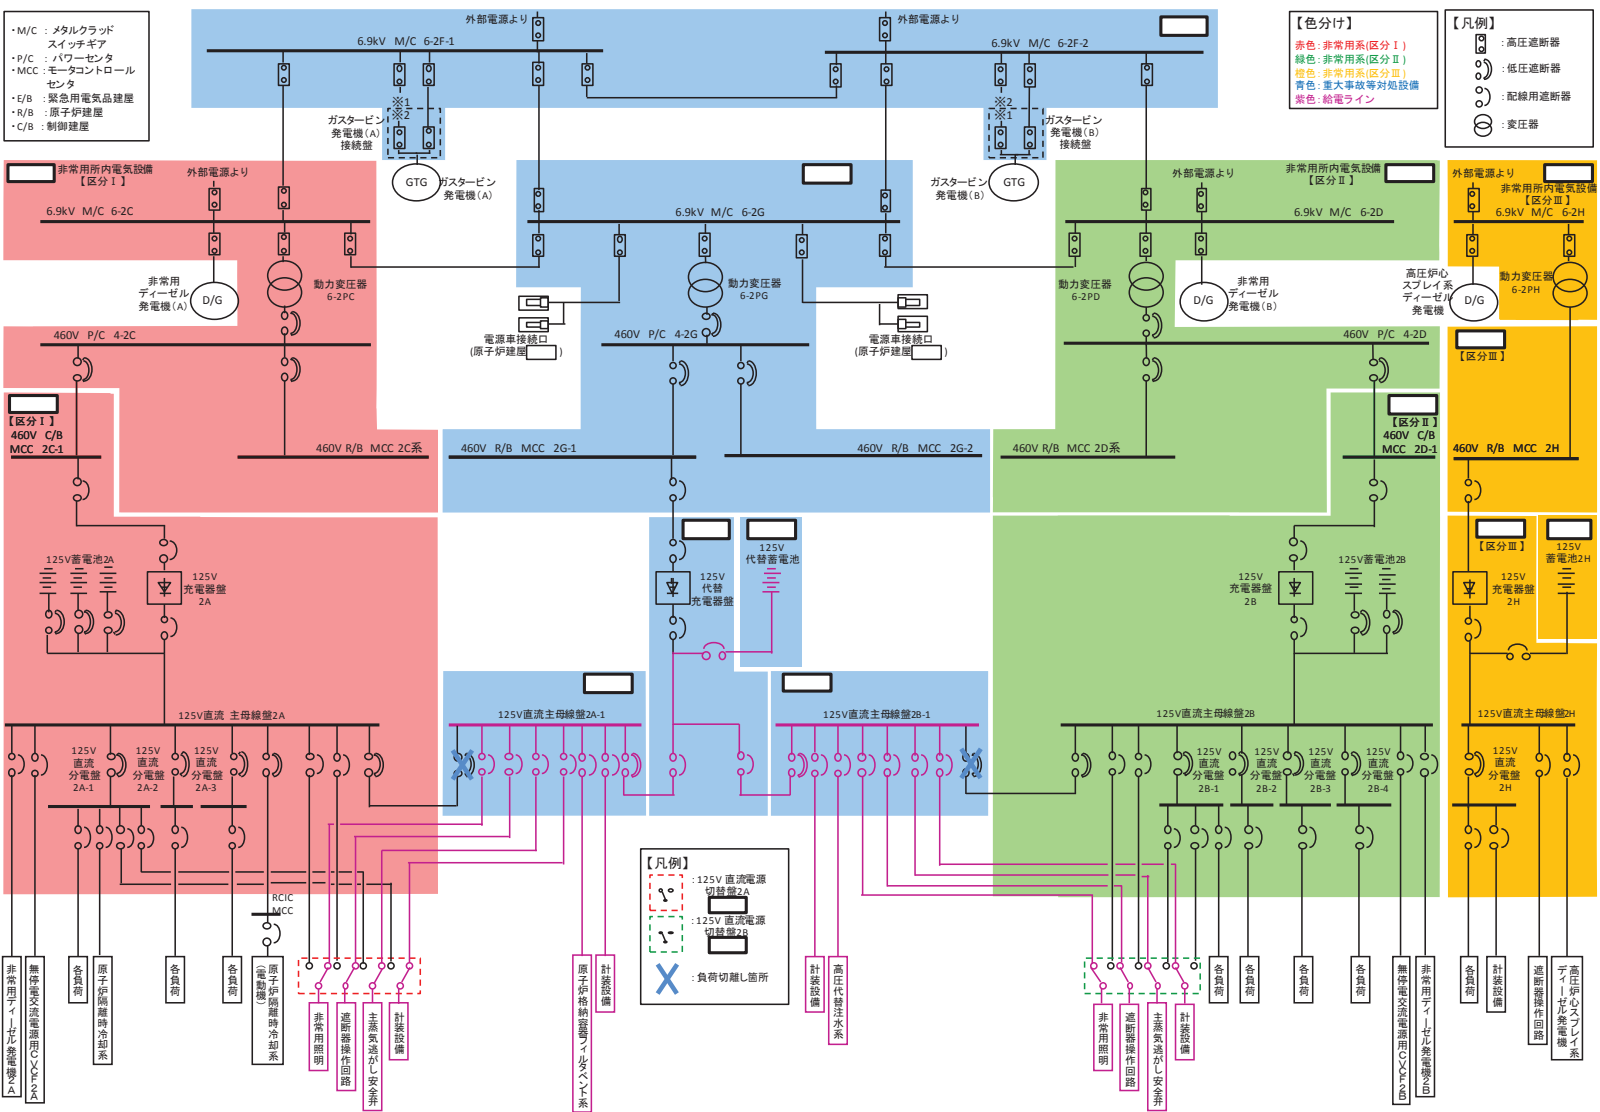 ・M/C ：メタルクラッド
スイッチギア
・P/C ：パワーセンタ
・MCC：モータコントロール
センタ
・E/B ：緊急用電気品建屋
・R/B ：原子炉建屋
・C/B ：制御建屋
外部電源より
外部電源より
6.9kV M/C 6-2F-1
6.9kV M/C 6-2F-2
【色分け】
赤色：非常用系(区分Ⅰ)
緑色：非常用系(区分Ⅱ)
橙色：非常用系(区分Ⅲ)
青色：重大事故等対処設備
紫色：給電ライン
【凡例】
：高圧遮断器
：低圧遮断器
：配線用遮断器
：変圧器
※1
※2
ガスタービン
発電機(A)
接続盤
GTG
ガスタービン
発電機(A)
※2
※1
ガスタービン
発電機(B)
接続盤
GTG
ガスタービン
発電機(B)
非常用所内電気設備
【区分Ⅰ】
外部電源より
6.9kV M/C 6-2C
非常用
ディーゼル
発電機(A)
D/G
動力変圧器
6-2PC
460V P/C 4-2C
6.9kV M/C 6-2G
動力変圧器
6-2PG
電源車接続口
(原子炉建屋 )
460V P/C 4-2G
電源車接続口
(原子炉建屋 )
外部電源より
非常用所内電気設備
【区分Ⅱ】
6.9kV M/C 6-2D
動力変圧器
6-2PD
D/G
非常用
ディーゼル
発電機(B)
460V P/C 4-2D
外部電源より
非常用所内電気設備
【区分Ⅲ】
6.9kV M/C 6-2H
高圧炉心
スプレイ系
ディーゼル
発電機
D/G
動力変圧器
6-2PH
【区分Ⅲ】
【区分Ⅰ】
460V C/B
MCC 2C-1
460V R/B MCC 2C系
460V R/B MCC 2G-1
460V R/B MCC 2G-2
460V R/B MCC 2D系
【区分Ⅱ】
460V C/B
MCC 2D-1
460V R/B MCC 2H
125V蓄電池2A
125V
充電器盤
2A
125V
代替
充電器盤
125V
代替蓄電池
125V
充電器盤
2B
125V蓄電池2B
【区分Ⅲ】
125V
充電器盤
2H
125V
蓄電池2H
125V直流 主母線盤2A
125V直流主母線盤2A-1
125V直流主母線盤2B-1
125V直流主母線盤2B
125V直流主母線盤2H
125V
直流
分電盤
2A-1
125V
直流
分電盤
2A-2
125V
直流
分電盤
2A-3
125V
直流
分電盤
2B-1
125V
直流
分電盤
2B-2
125V
直流
分電盤
2B-3
125V
直流
分電盤
2B-4
125V
直流
分電盤
2H
RCIC
MCC
【凡例】
：125V 直流電源
切替盤2A
：125V 直流電源
切替盤2B
：負荷切離し箇所
非常用ディーゼル発電機2A
無停電交流電源用CVCF2A
各負荷
原子炉隔離時冷却系
各負荷
各負荷
原子炉隔離時冷却系
(電動機)
非常用照明
遮断器操作回路
主蒸気逃がし安全弁
計装設備
原子炉格納容器フィルタベント系
計装設備
計装設備
高圧代替注水系
非常用照明
遮断器操作回路
主蒸気逃がし安全弁
計装設備
各負荷
各負荷
各負荷
各負荷
無停電交流電源用CVCF2B
非常用ディーゼル発電機2B
各負荷
計装設備
遮断器操作回路
高圧炉心スプレイ系
ディーゼル発電機